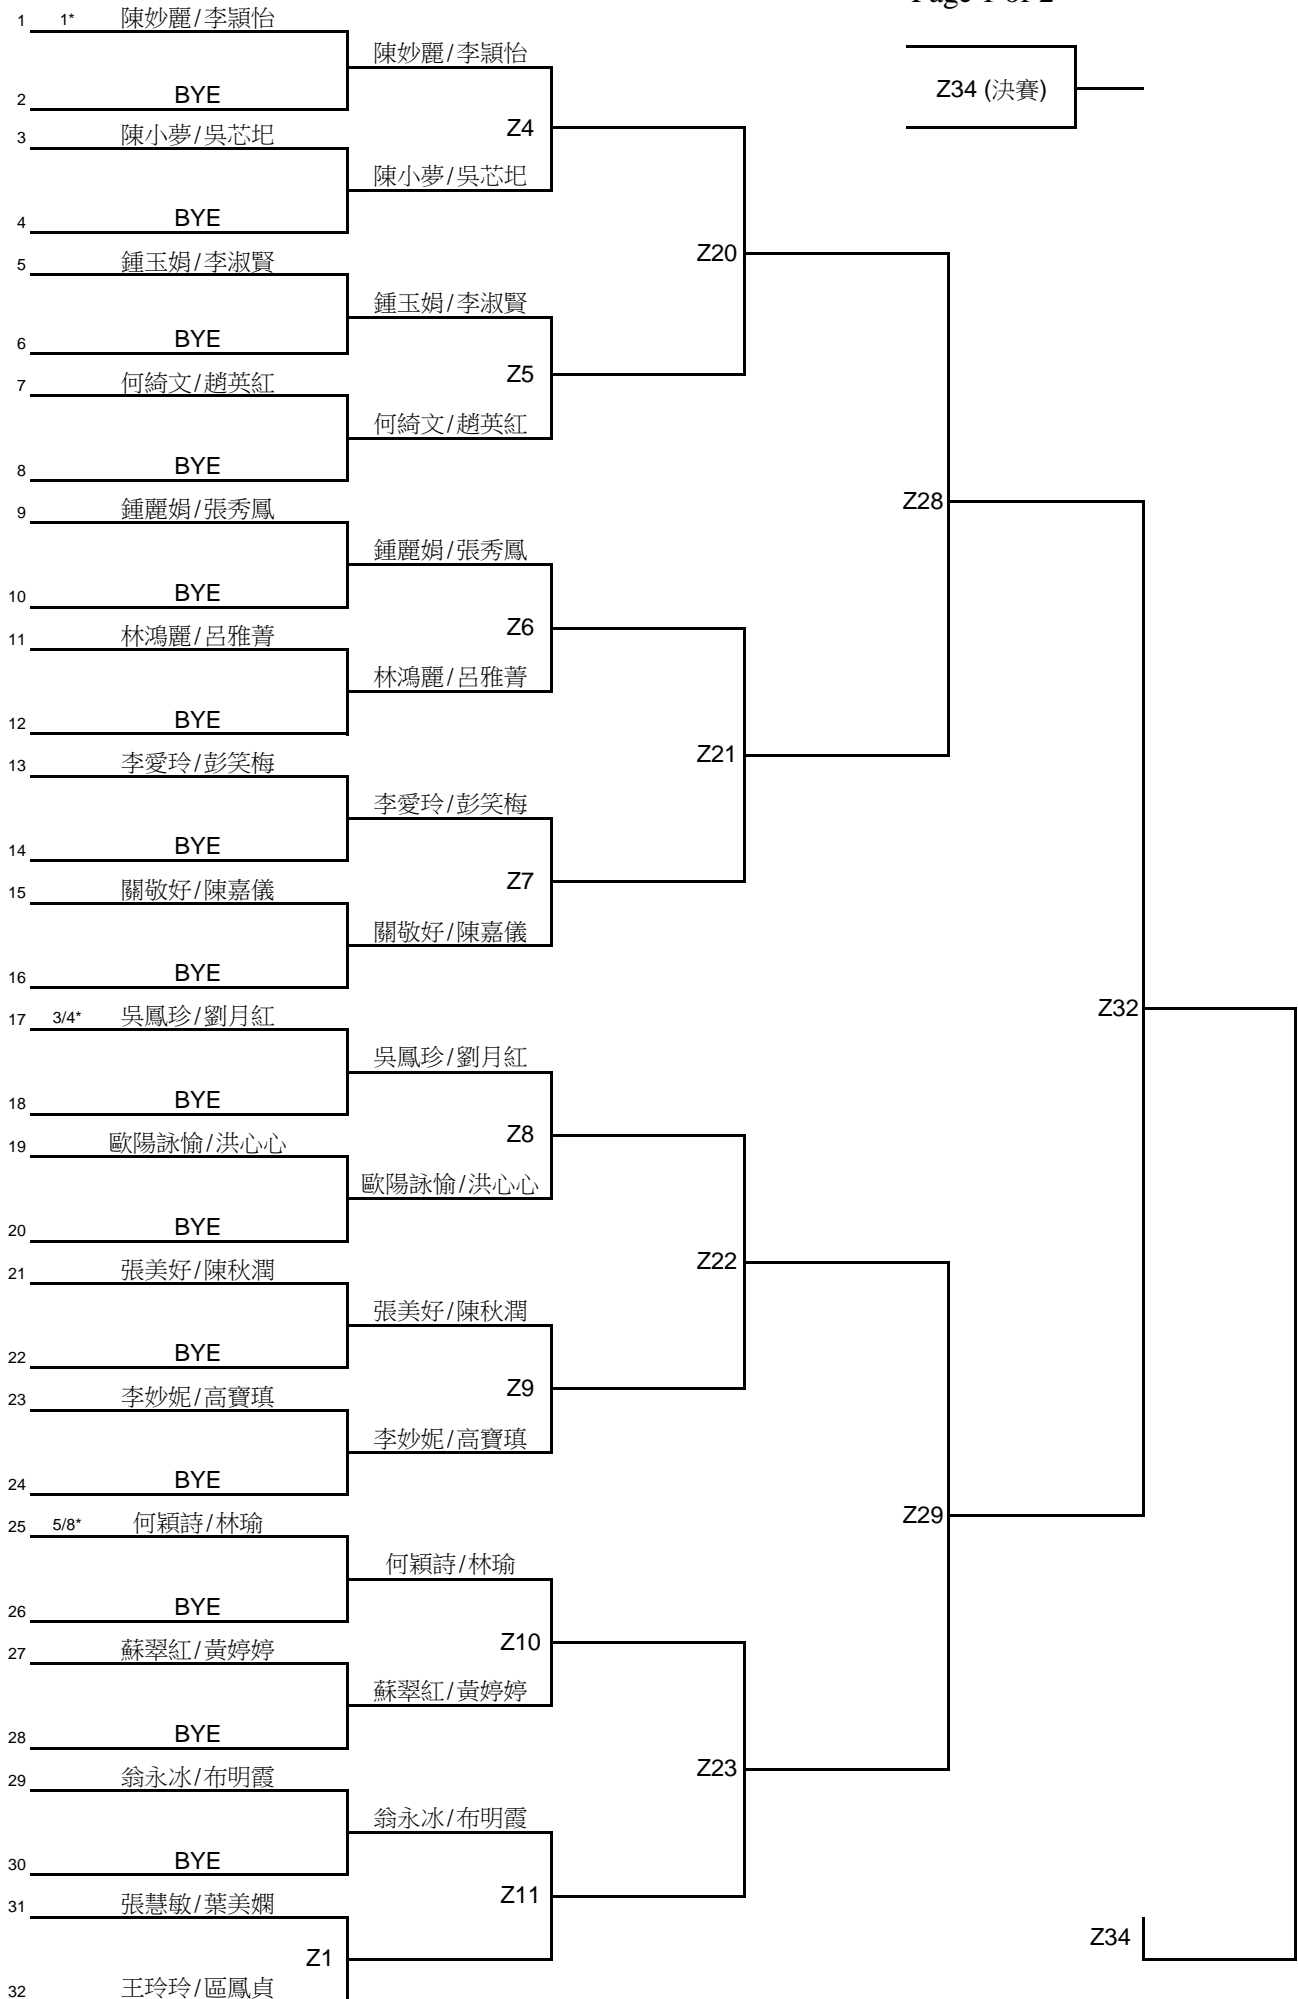 Page 1 of 2
1 1* 陳妙麗/李頴怡
陳妙麗/李頴怡
Z34 (決賽)
2 BYE
Z4
3 陳小夢/吳芯圯
陳小夢/吳芯圯
4 BYE
Z20
5 鍾玉娟/李淑賢
鍾玉娟/李淑賢
6 BYE
Z5
7 何綺文/趙英紅
何綺文/趙英紅
8 BYE
Z28
9 鍾麗娟/張秀鳳
鍾麗娟/張秀鳳
10 BYE
Z6
11 林鴻麗/呂雅菁
林鴻麗/呂雅菁
12 BYE
Z21
13 李愛玲/彭笑梅
李愛玲/彭笑梅
14 BYE
Z7
15 關敬好/陳嘉儀
關敬好/陳嘉儀
16 BYE
Z32
17 3/4* 吳鳳珍/劉月紅
吳鳳珍/劉月紅
18 BYE
Z8
19 歐陽詠愉/洪心心
歐陽詠愉/洪心心
20 BYE
Z22
21 張美好/陳秋潤
張美好/陳秋潤
22 BYE
Z9
23 李妙妮/高寶瑱
李妙妮/高寶瑱
24 BYE
Z29
25 5/8* 何穎詩/林瑜
何穎詩/林瑜
26 BYE
Z10
27 蘇翠紅/黃婷婷
蘇翠紅/黃婷婷
28 BYE
Z23
29 翁永冰/布明霞
翁永冰/布明霞
30 BYE
Z11
31 張慧敏/葉美嫻
Z34
Z1
32 王玲玲/區鳳貞